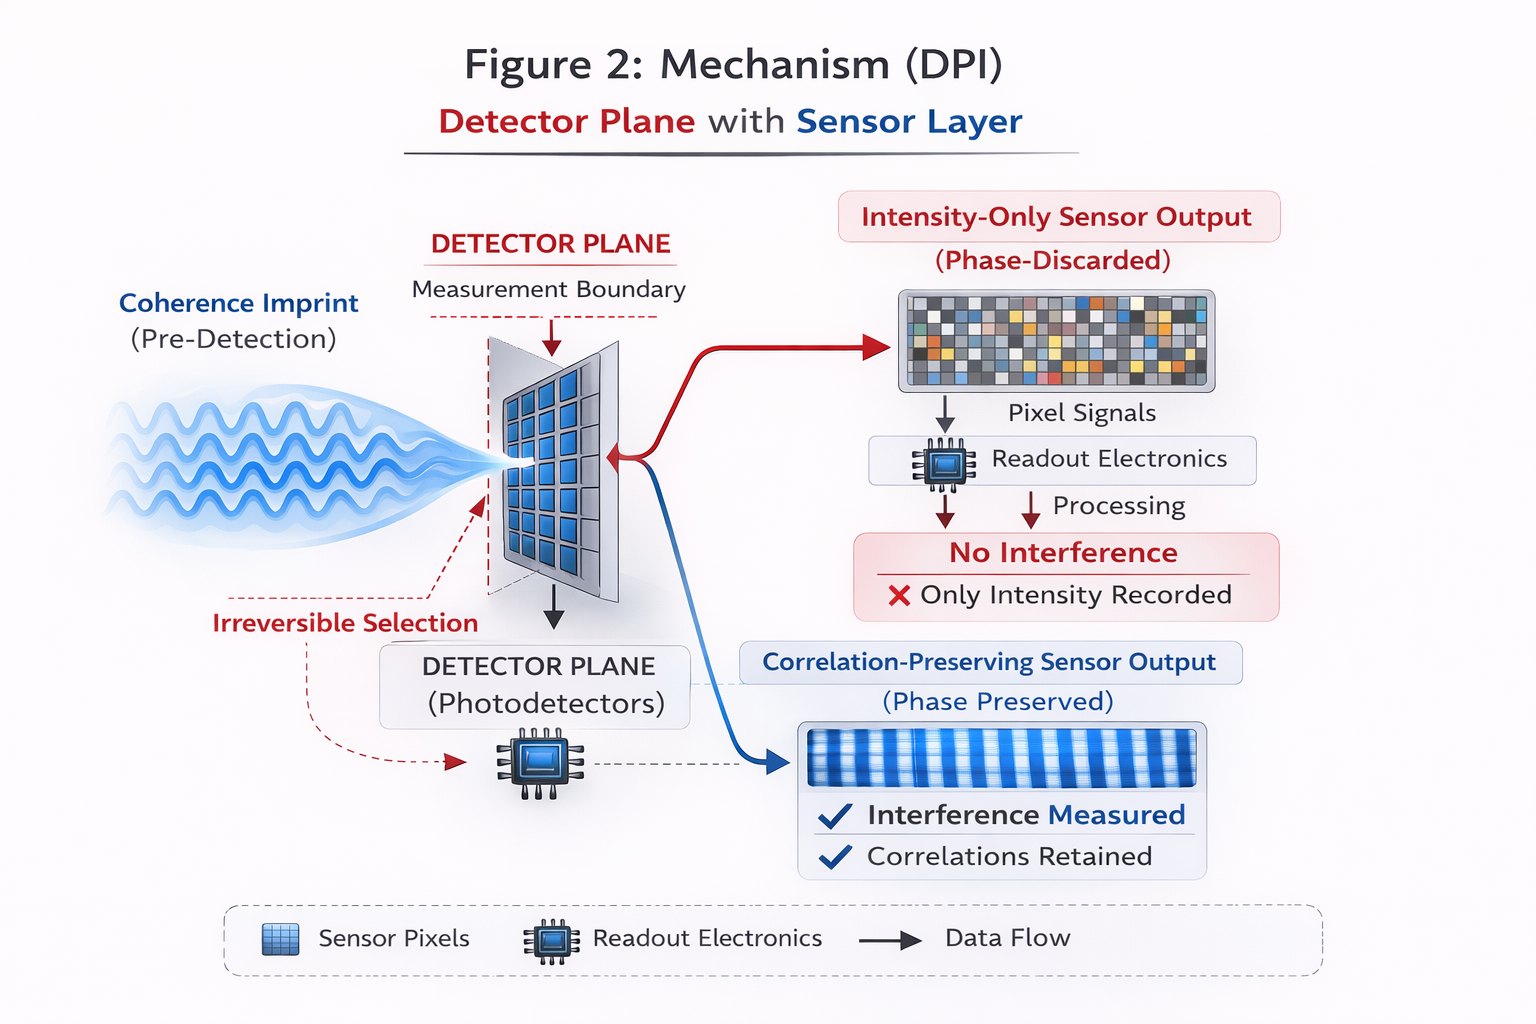 Figure 2: Mechanism (DPI)
Detector Plane with Sensor Layer
Coherence Imprint
(Pre-Detection)
DETECTOR PLANE
Measurement Boundary
Irreversible Selection
DETECTOR PLANE
(Photodetectors)
Intensity-Only Sensor Output
(Phase-Discarded)
Pixel Signals
Readout Electronics
Processing
No Interference
Only Intensity Recorded
Correlation-Preserving Sensor Output
(Phase Preserved)
Interference Measured
Correlations Retained
Sensor Pixels
Readout Electronics
Data Flow